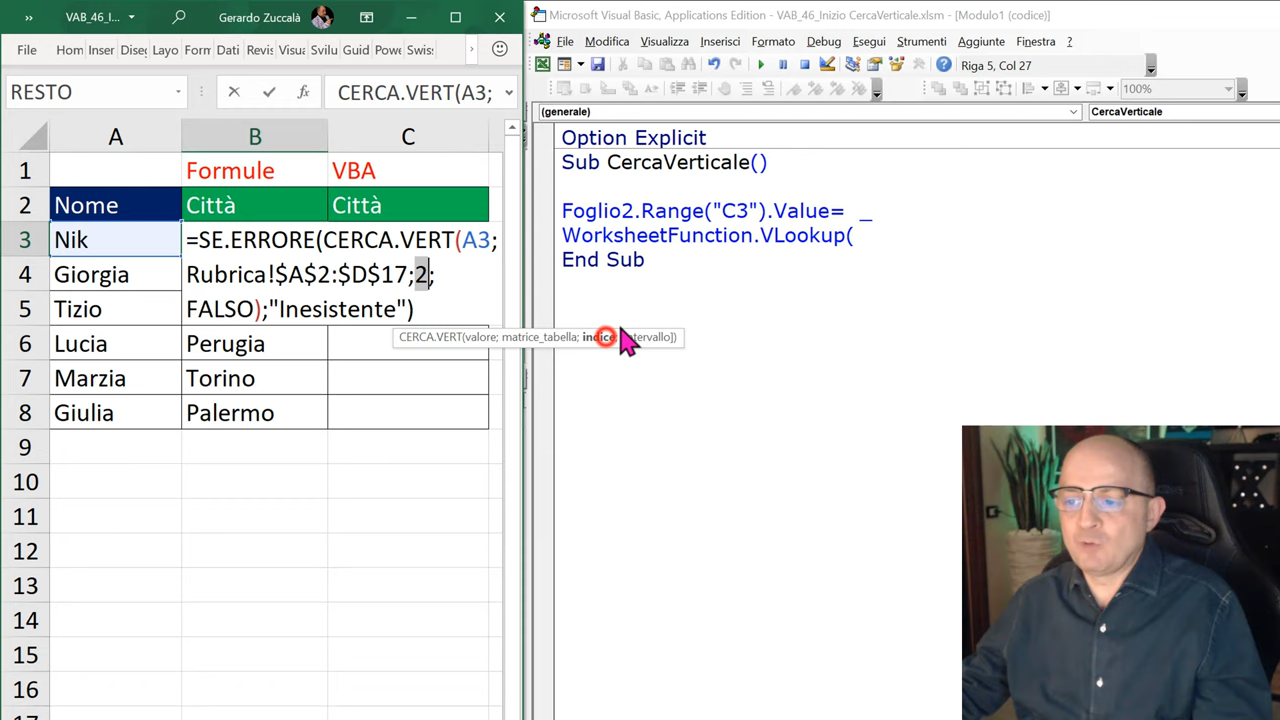 VAB_46_I...
Gerardo Zuccalà
File Hom Inser Diseg Layo Form Dati Revis Visua Svilu Guid Powe Swiss
RESTO
fx
CERCA.VERT(A3;
A B C
1 Formule VBA
2 Nome Città Città
3 Nik =SE.ERRORE(CERCA.VERT(A3;
4 Giorgia Rubrica!$A$2:$D$17;2;
5 Tizio FALSO);"Inesistente")
CERCA.VERT(valore; matrice_tabella; indice;
6 Lucia Perugia
7 Marzia Torino
8 Giulia Palermo
9
10
11
12
13
14
15
16
Microsoft Visual Basic, Applications Edition - VAB_46_Inizio CercaVerticale.xlsm - [Modulo1 (codice)]
File Modifica Visualizza Inserisci Formato Debug Esegui Strumenti Aggiunte Finestra ?
Riga 5, Col 27
100%
(generale) CercaVerticale
Option Explicit
Sub CercaVerticale()
Foglio2.Range("C3").Value= _
WorksheetFunction.VLookup(
End Sub